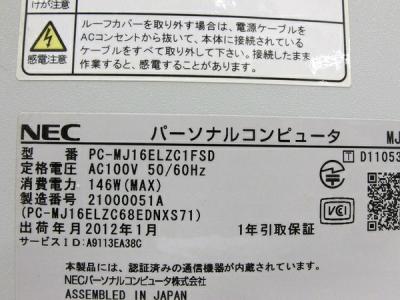 けが注意
感電注意
ルーフカバーを取り外す場合は、電源ケーブルを
ACコンセントから抜いて、本体に接続されている
ケーブルをすべて取り外して下さい。接続したまま
作業すると、感電することがあります。
NEC パーソナルコンピュータ MJ
型 番 PC-MJ16ELZC1FSD
定格電圧 AC100V 50/60Hz
消費電力 146W(MAX)
製造番号 21000051A
(PC-MJ16ELZC68EDNXS71)
出荷年月 2012年1月 1年引取保証
サービスID:A9113EA38C
T D11053
VCCI
本品には、認証済みの通信機器が内蔵されています。
NECパーソナルコンピュータ株式会社
ASSEMBLED IN JAPAN